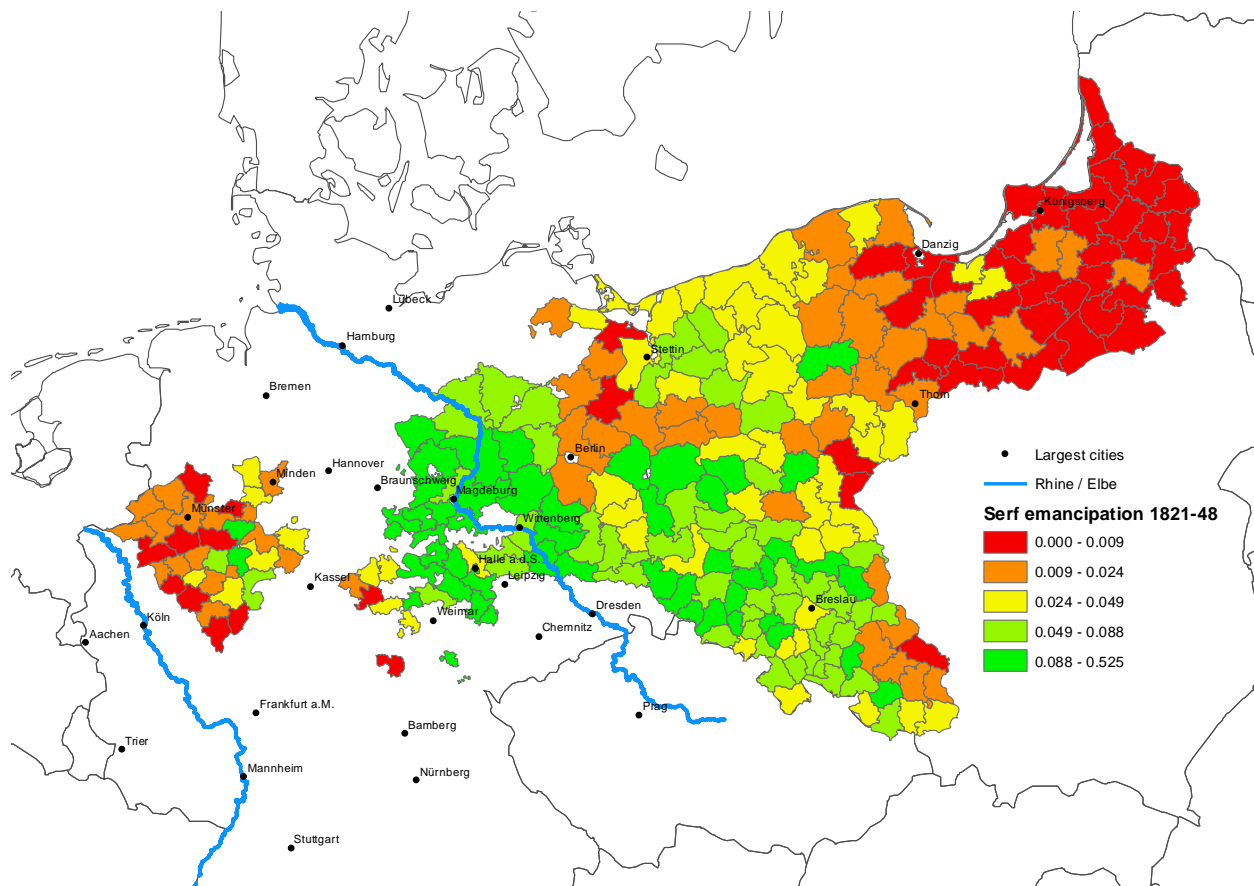 Königsberg
Danzig
Lübeck
Hamburg
Stettin
Bremen
Thorn
Berlin
Largest cities
Hannover
Minden
Braunschweig
Rhine / Elbe
Magdeburg
Münster
Serf emancipation 1821-48
Wittenberg
0.000 - 0.009
Halle a.d.S.
0.009 - 0.024
Kassel
Leipzig
0.024 - 0.049
Breslau
Weimar
Dresden
Köln
0.049 - 0.088
Chemnitz
Aachen
0.088 - 0.525
Frankfurt a.M.
Prag
Bamberg
Trier
Mannheim
Nürnberg
Stuttgart